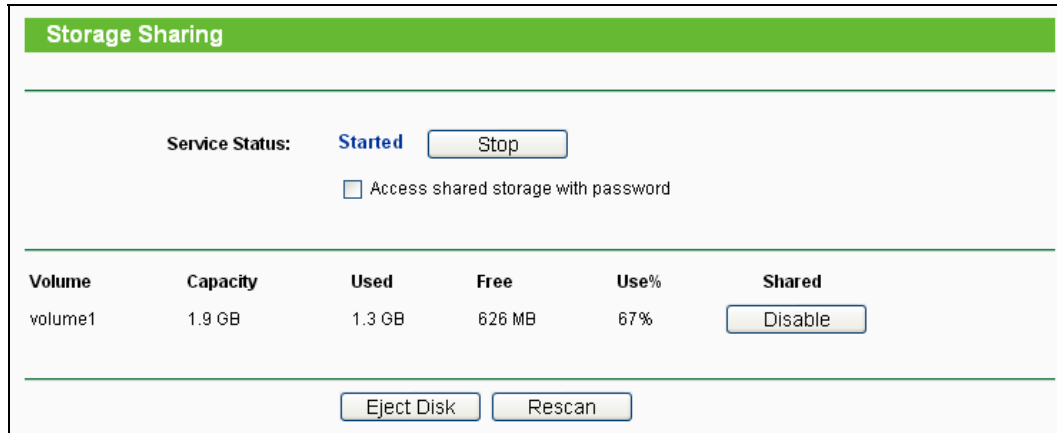 Storage Sharing
Service Status: Started Stop
Access shared storage with password
Volume Capacity Used Free Use% Shared
volume1 1.9 GB 1.3 GB 626 MB 67% Disable
Eject Disk Rescan